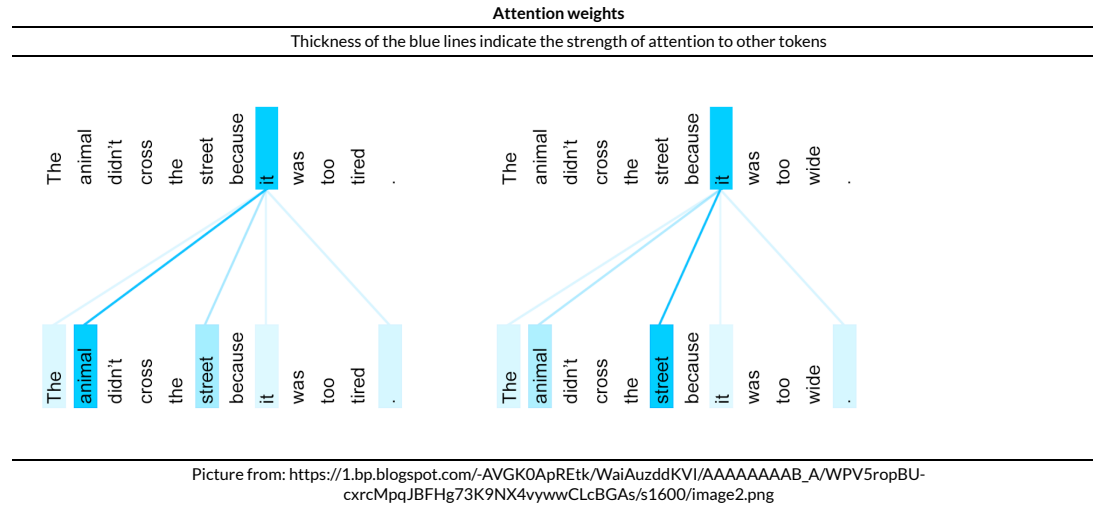 Attention weights
Thickness of the blue lines indicate the strength of attention to other tokens
The animal didn't cross the street because it was too tired .
The animal didn't cross the street because it was too wide .
The animal didn't cross the street because it was too tired .
The animal didn't cross the street because it was too wide .
Picture from: https://1.bp.blogspot.com/-AVGK0ApREtk/WaiAuzddKVI/AAAAAAAAB_A/WPV5ropBU-
cxrcMpqJBFHg73K9NX4vywwCLcBGAs/s1600/image2.png